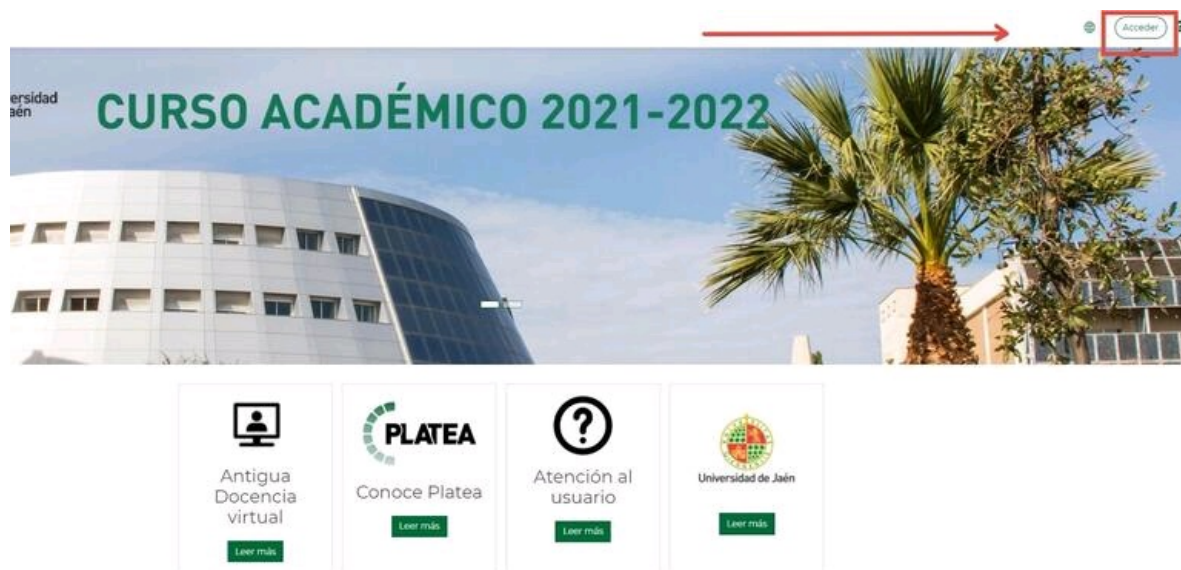 Acceder
ersidad
aén
CURSO ACADÉMICO 2021-2022
Antigua
Docencia
virtual
Leer más
PLATEA
Conoce Platea
Leer más
?
Atención al
usuario
Leer más
Universidad de Jaén
Leer más